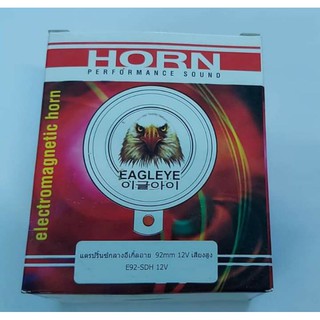 HORN
PERFORMANCE SOUND
electromagnetic horn
EAGLEYE
이글아이
แตรปริ้นซ์กลางอีเกิ้ลอาย 92mm 12V เสียงสูง
E92-SDH 12V